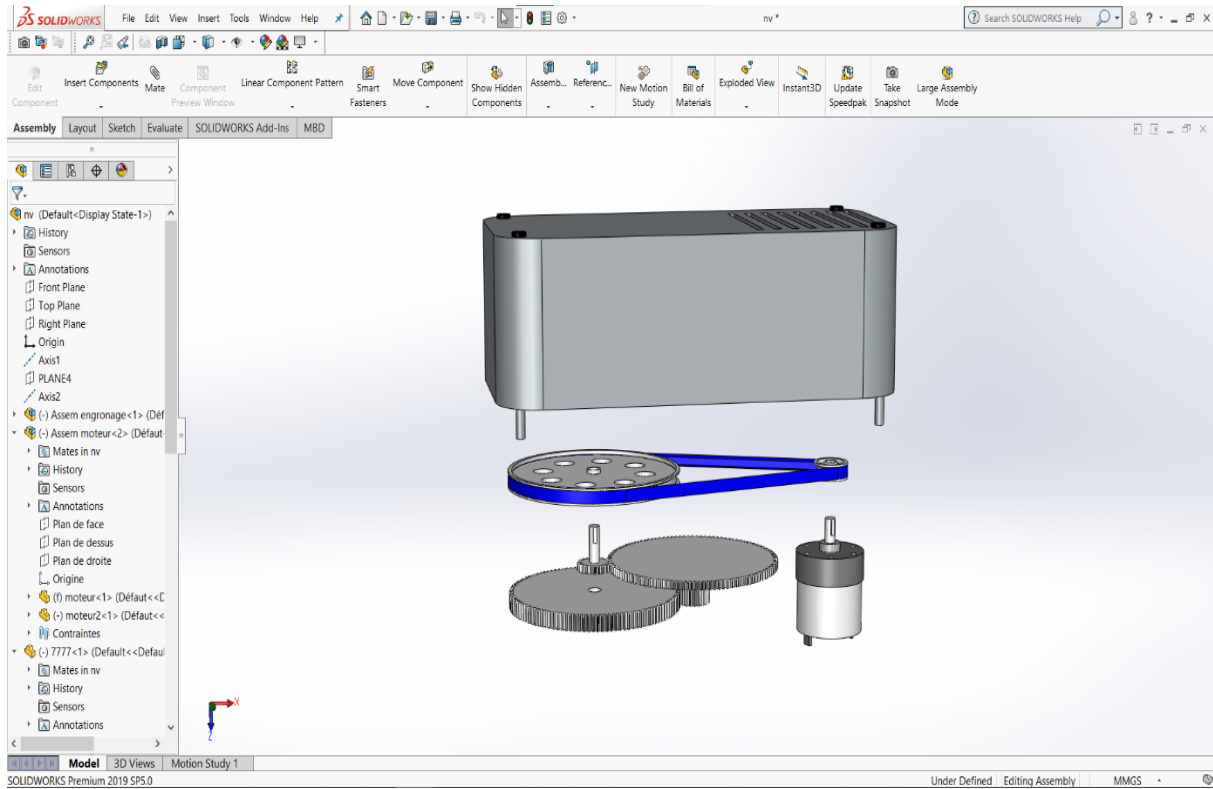 SOLIDWORKS File Edit View Insert Tools Window Help nv * Search SOLIDWORKS Help ?
Edit Component
Insert Components
Mate
Component Preview Window
Linear Component Pattern
Smart Fasteners
Move Component
Show Hidden Components
Assemb...
Referenc...
New Motion Study
Bill of Materials
Exploded View
Instant3D
Update Speedpak
Take Snapshot
Large Assembly Mode
Assembly Layout Sketch Evaluate SOLIDWORKS Add-Ins MBD
nv (Default<Display State-1>)
History
Sensors
Annotations
Front Plane
Top Plane
Right Plane
Origin
Axis1
PLANE4
Axis2
(-) Assem engronage<1> (Déf
(-) Assem moteur<2> (Défaut
Mates in nv
History
Sensors
Annotations
Plan de face
Plan de dessus
Plan de droite
Origine
(f) moteur<1> (Défaut<<D
(-) moteur2<1> (Défaut<<
Contraintes
(-) 7777<1> (Default<<Defaul
Mates in nv
History
Sensors
Annotations
X
Z
Model 3D Views Motion Study 1
SOLIDWORKS Premium 2019 SP5.0 Under Defined Editing Assembly MMGS